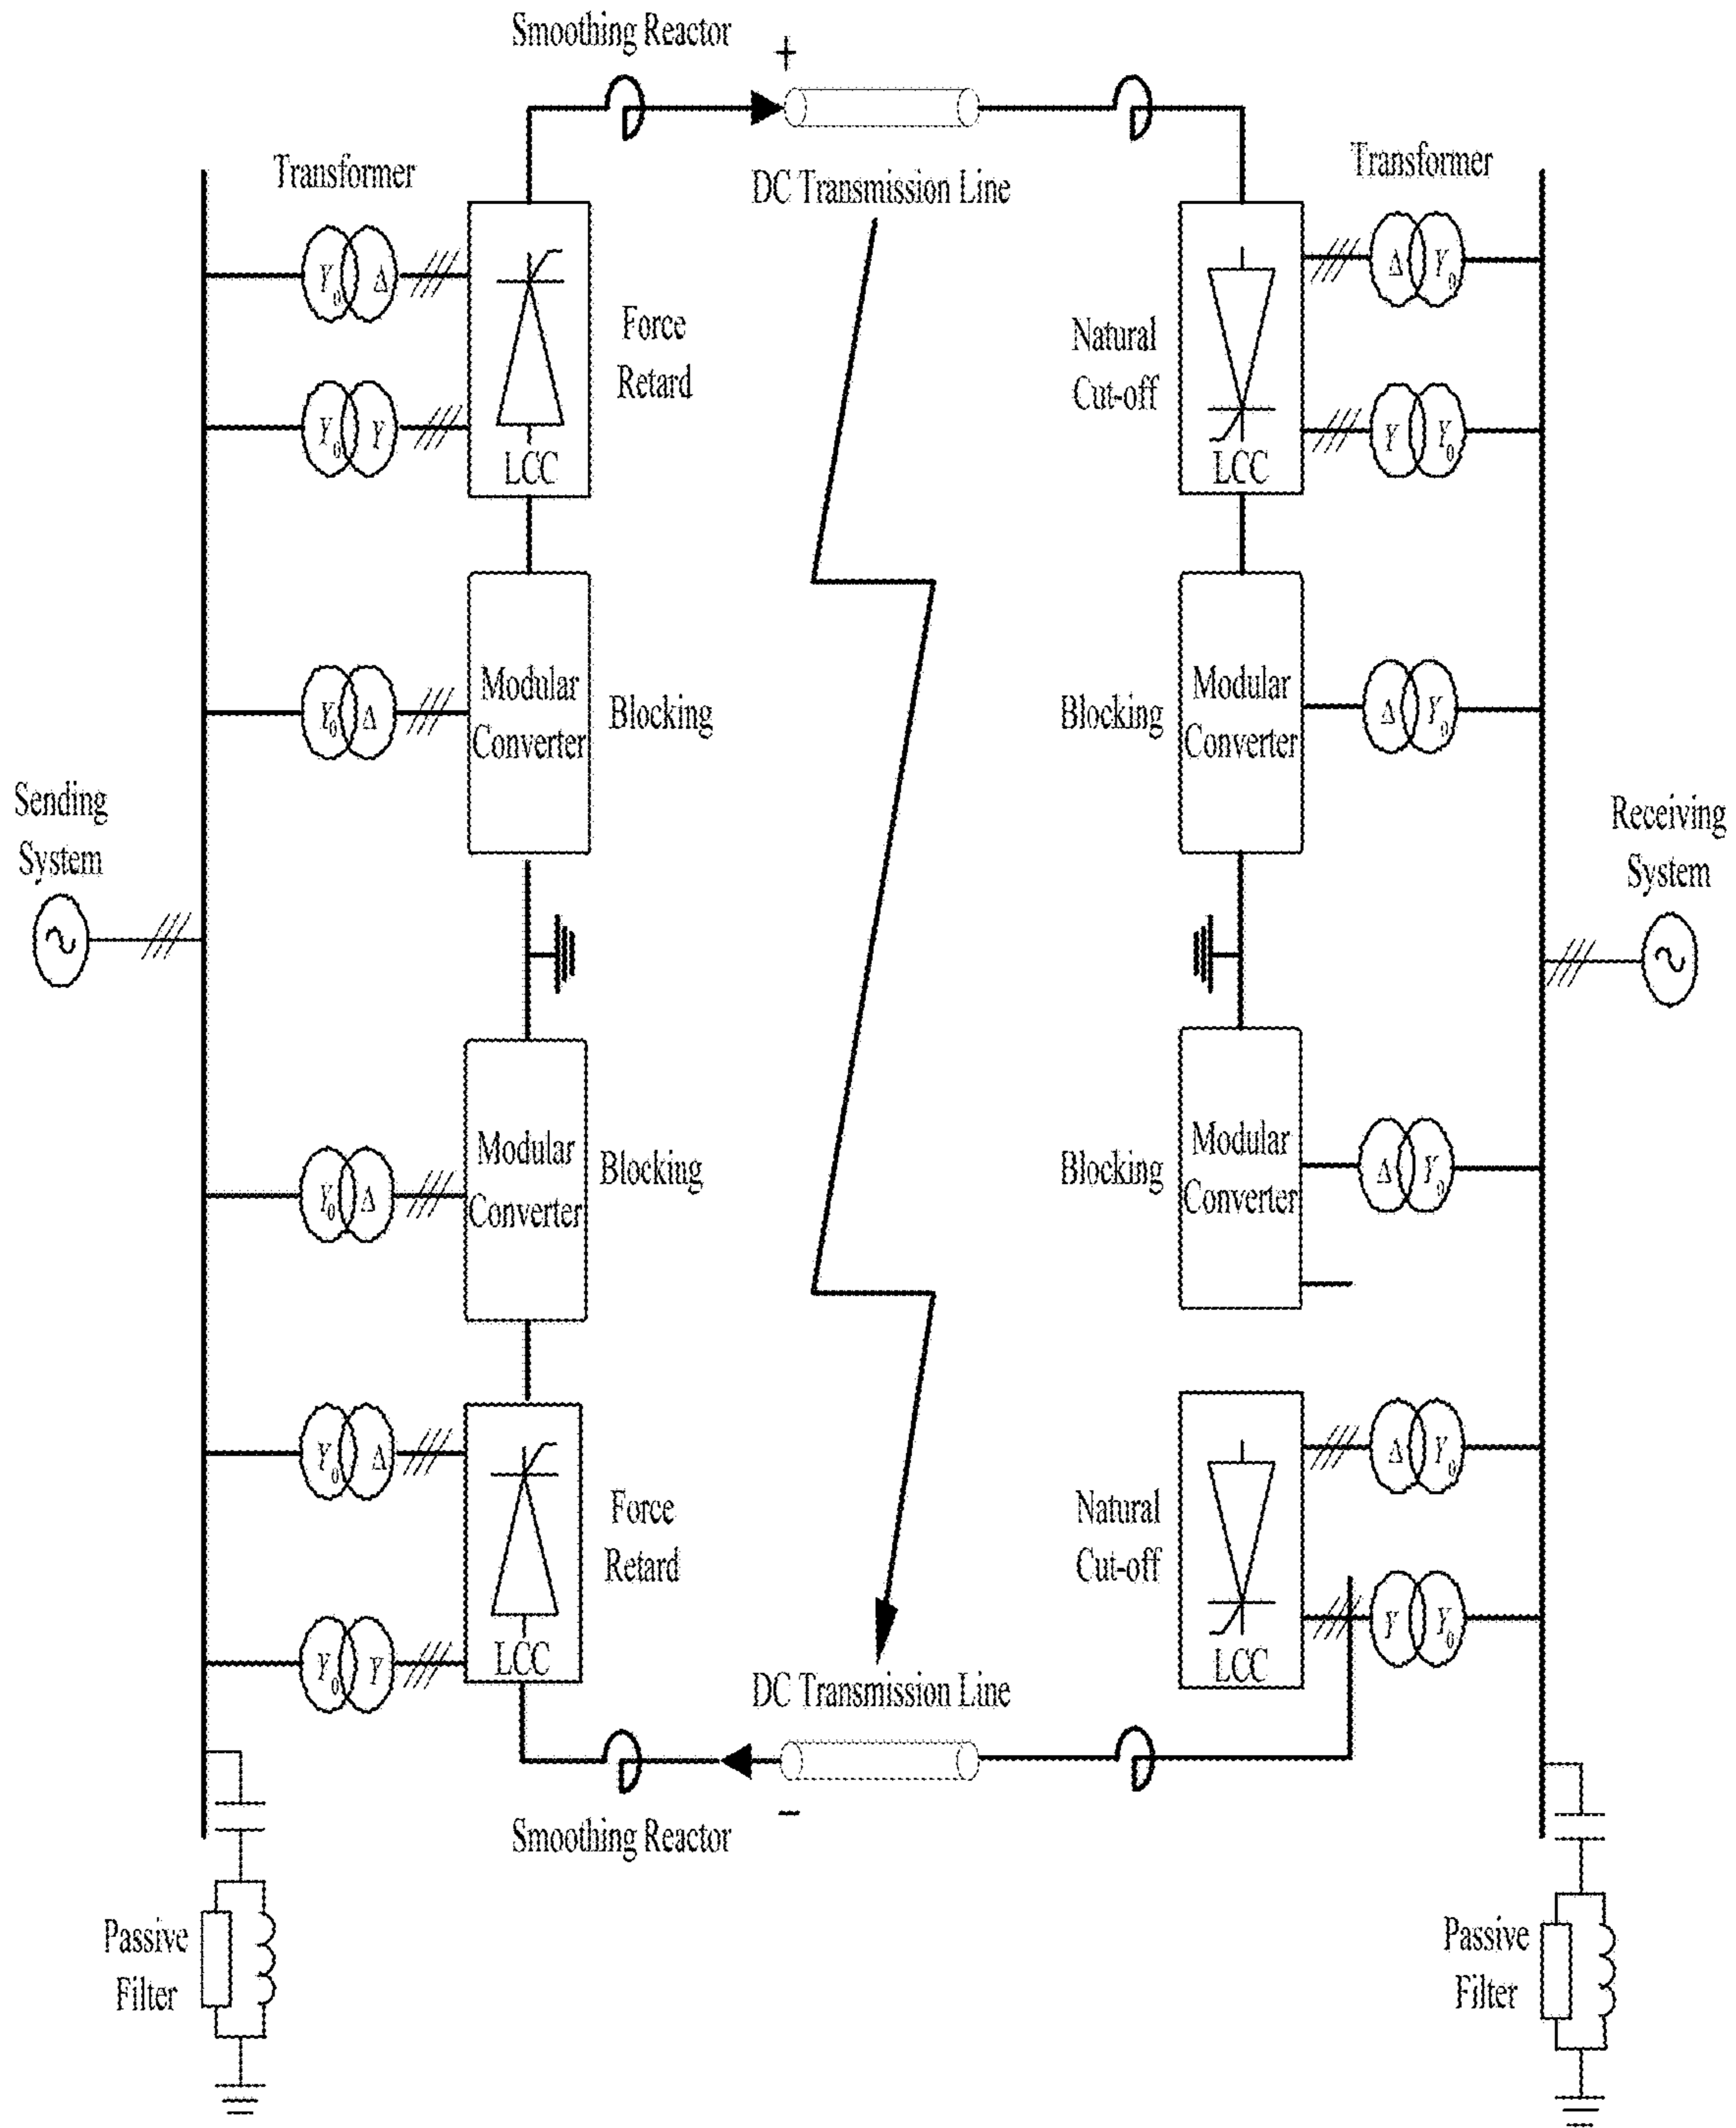 Smoothing Reactor
+
DC Transmission Line
Transformer
Transformer
Y0 Δ
Y0 Y
Force
Retard
LCC
Natural
Cut-off
LCC
Δ Y0
Y Y0
Y0 Δ
Modular
Converter
Blocking
Blocking
Modular
Converter
Δ Y0
Sending
System
Receiving
System
Y0 Δ
Modular
Converter
Blocking
Blocking
Modular
Converter
Δ Y0
Y0 Δ
Y0 Y
Force
Retard
LCC
Natural
Cut-off
LCC
Δ Y0
Y Y0
DC Transmission Line
−
Smoothing Reactor
Passive
Filter
Passive
Filter